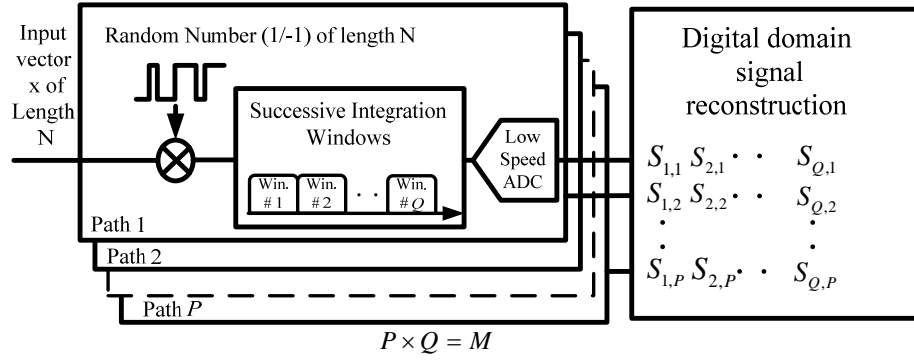 Input
vector
x of
Length
N
Random Number (1/-1) of length N
Successive Integration
Windows
Win.
# 1
Win.
# 2
· ·
Win.
# Q
Low
Speed
ADC
Path 1
Path 2
Path P
P × Q = M
Digital domain
signal
reconstruction
S1,1 S2,1 · · SQ,1
S1,2 S2,2 · · SQ,2
· ·
S1,P S2,P · · SQ,P